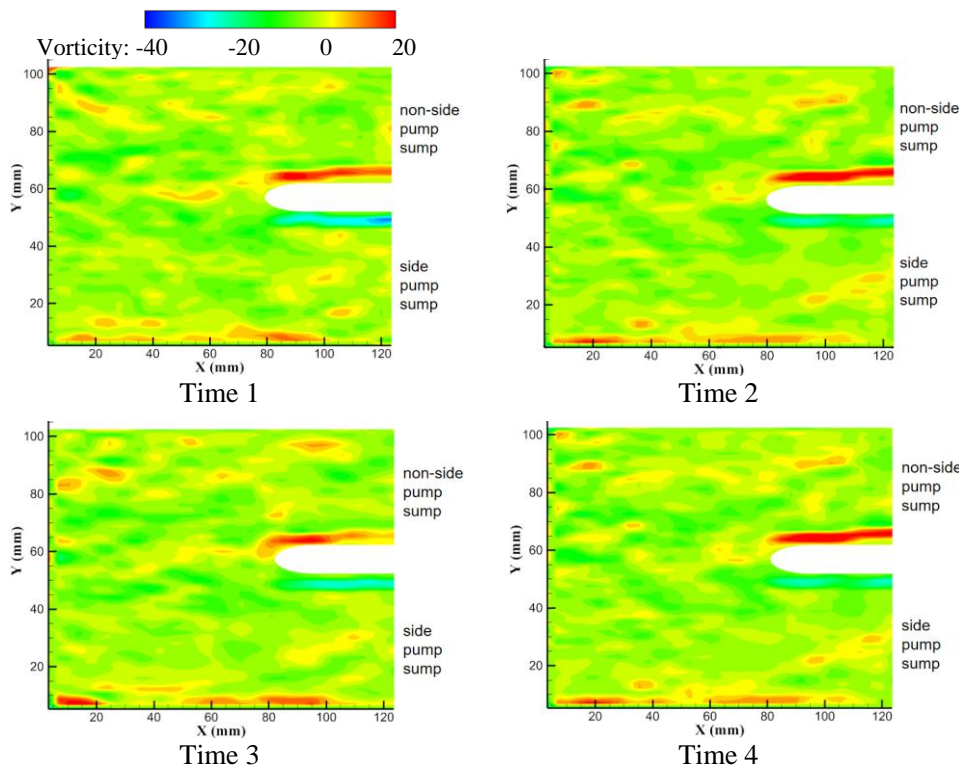 Vorticity: -40 -20 0 20
100
80
60
40
20
Y (mm)
20 40 60 80 100 120
X (mm)
non-side
pump
sump
side
pump
sump
Time 1
100
80
60
40
20
Y (mm)
20 40 60 80 100 120
X (mm)
non-side
pump
sump
side
pump
sump
Time 2
100
80
60
40
20
Y (mm)
20 40 60 80 100 120
X (mm)
non-side
pump
sump
side
pump
sump
Time 3
100
80
60
40
20
Y (mm)
20 40 60 80 100 120
X (mm)
non-side
pump
sump
side
pump
sump
Time 4